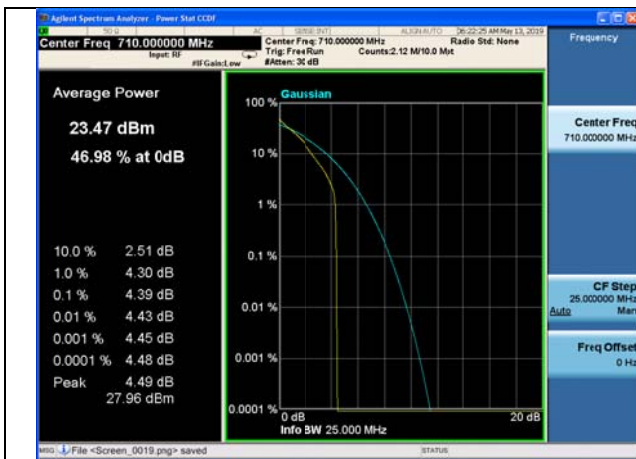 Agilent Spectrum Analyzer - Power Stat CCDF
50 Ω AC SENSE:INT ALIGN AUTO 06:22:25 AM May 13, 2019
Center Freq 710.000000 MHz
Input: RF
#IFGain:Low
Center Freq: 710.000000 MHz
Trig: Free Run
Counts:2.12 M/10.0 Mpt
#Atten: 30 dB
Radio Std: None
Average Power
23.47 dBm
46.98 % at 0dB
10.0 % 2.51 dB
1.0 % 4.30 dB
0.1 % 4.39 dB
0.01 % 4.43 dB
0.001 % 4.45 dB
0.0001 % 4.48 dB
Peak 4.49 dB
27.96 dBm
Gaussian
100 %
10 %
1 %
0.1 %
0.01 %
0.001 %
0.0001 %
0 dB 20 dB
Info BW 25.000 MHz
Frequency
Center Freq
710.000000 MHz
CF Step
25.000000 MHz
Auto Man
Freq Offset
0 Hz
MSG File <Screen_0019.png> saved STATUS